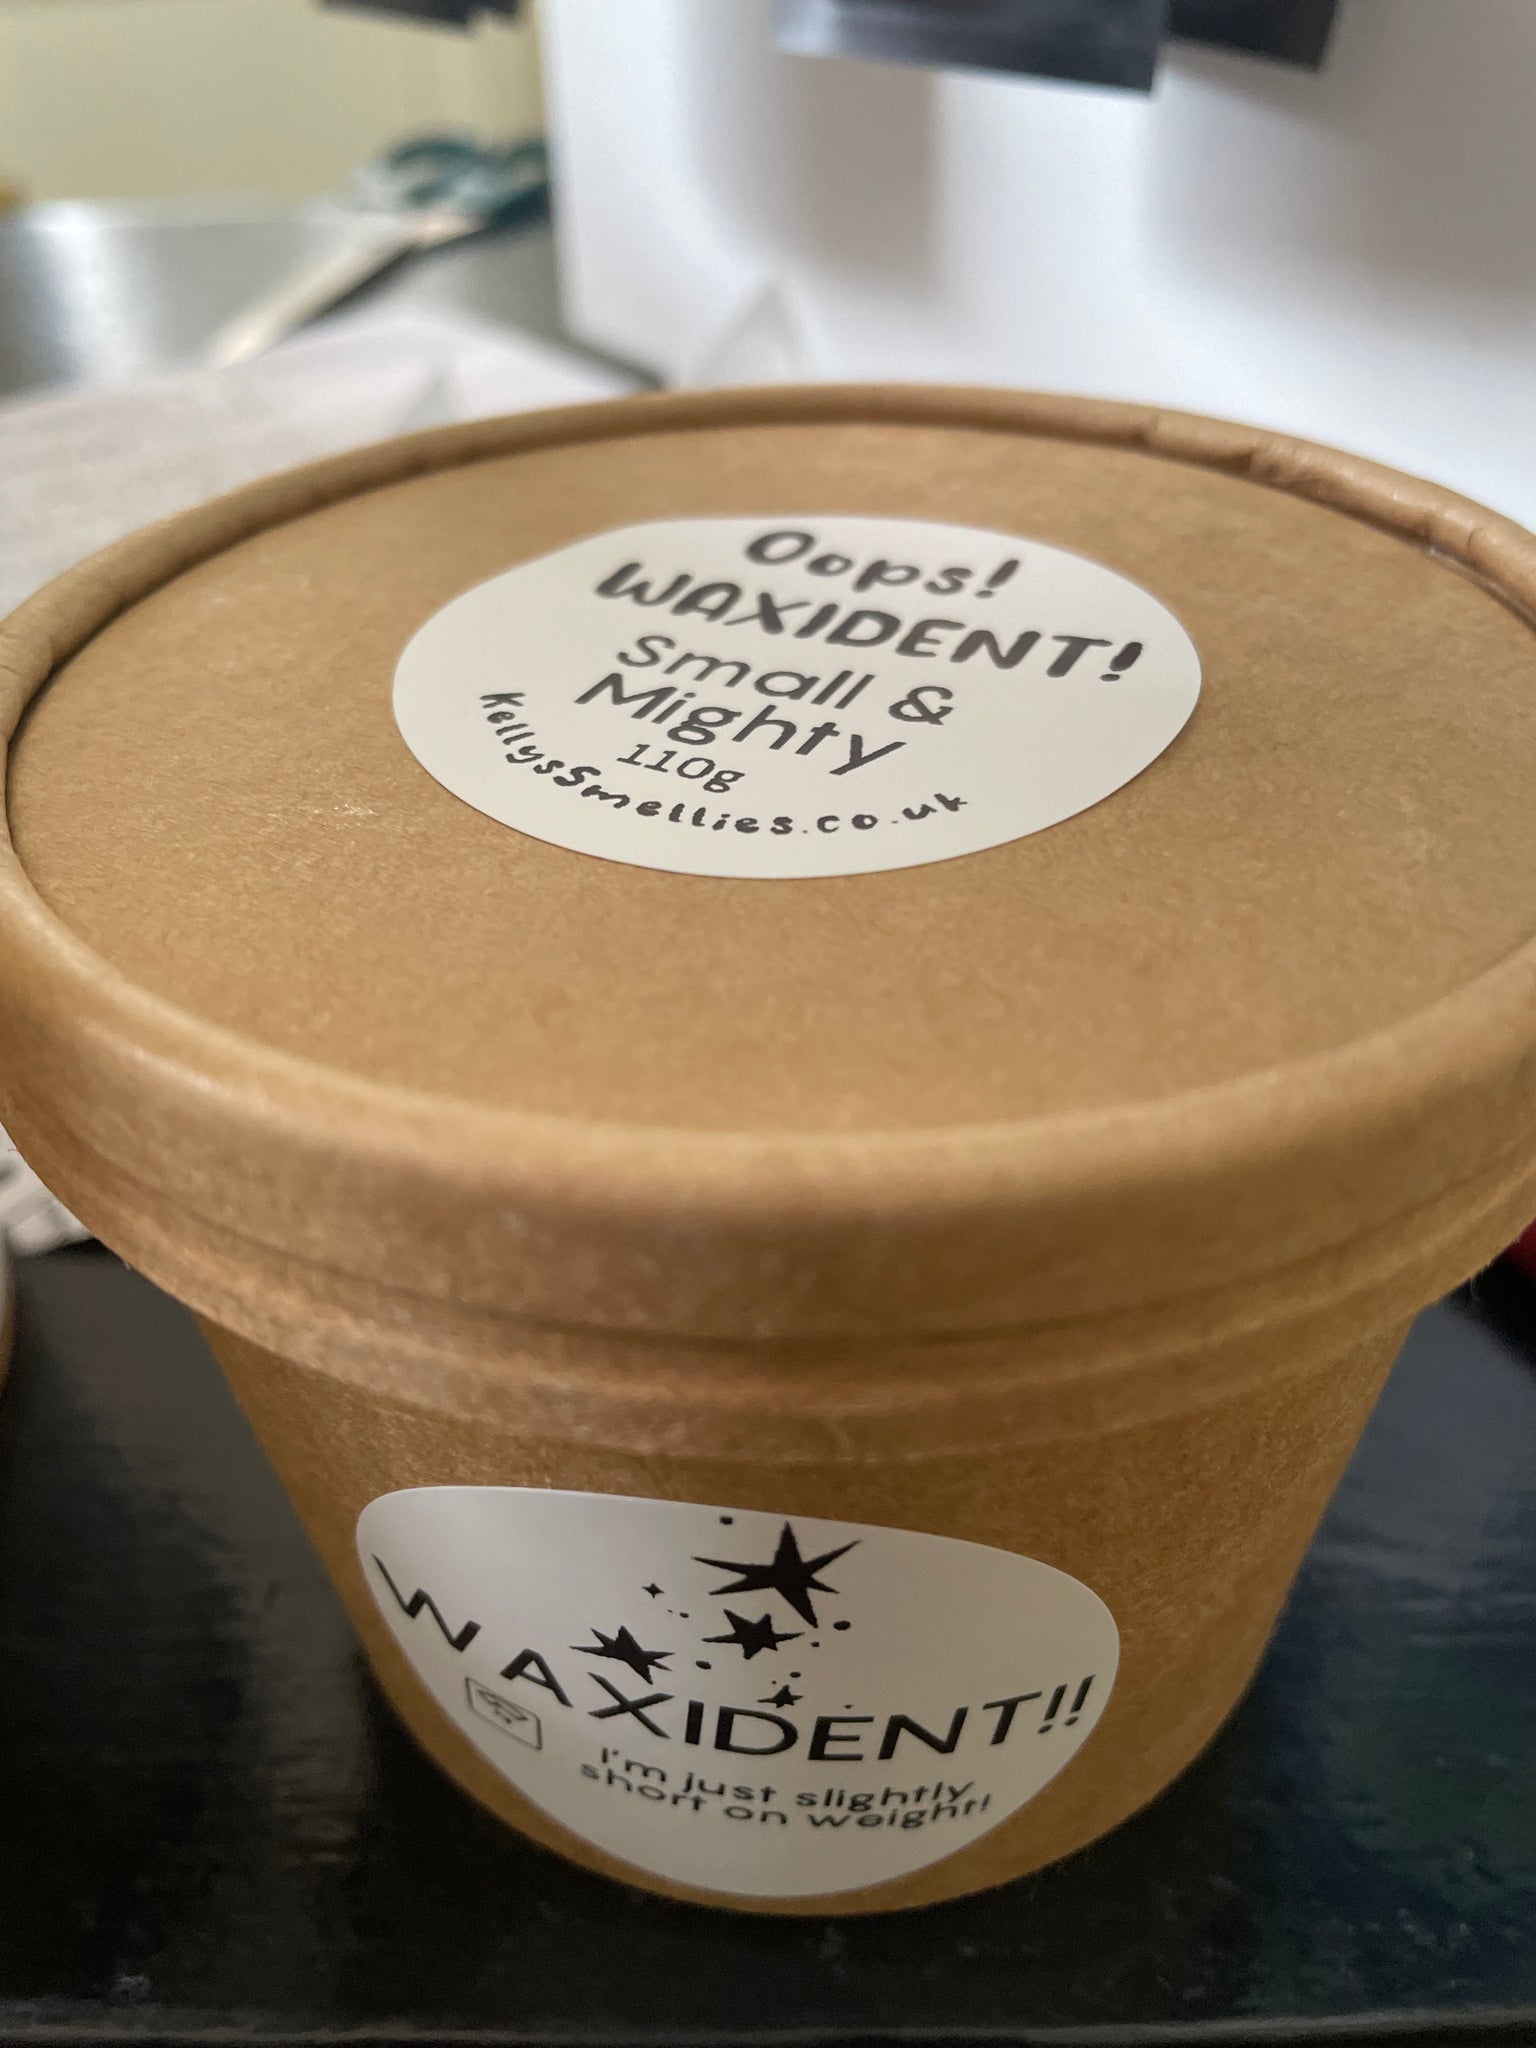 Oops!
WAXIDENT!
Small &
Mighty
110g
KellysSmellies.co.uk
WAXIDENT!!
I'm just slightly
short on weight!